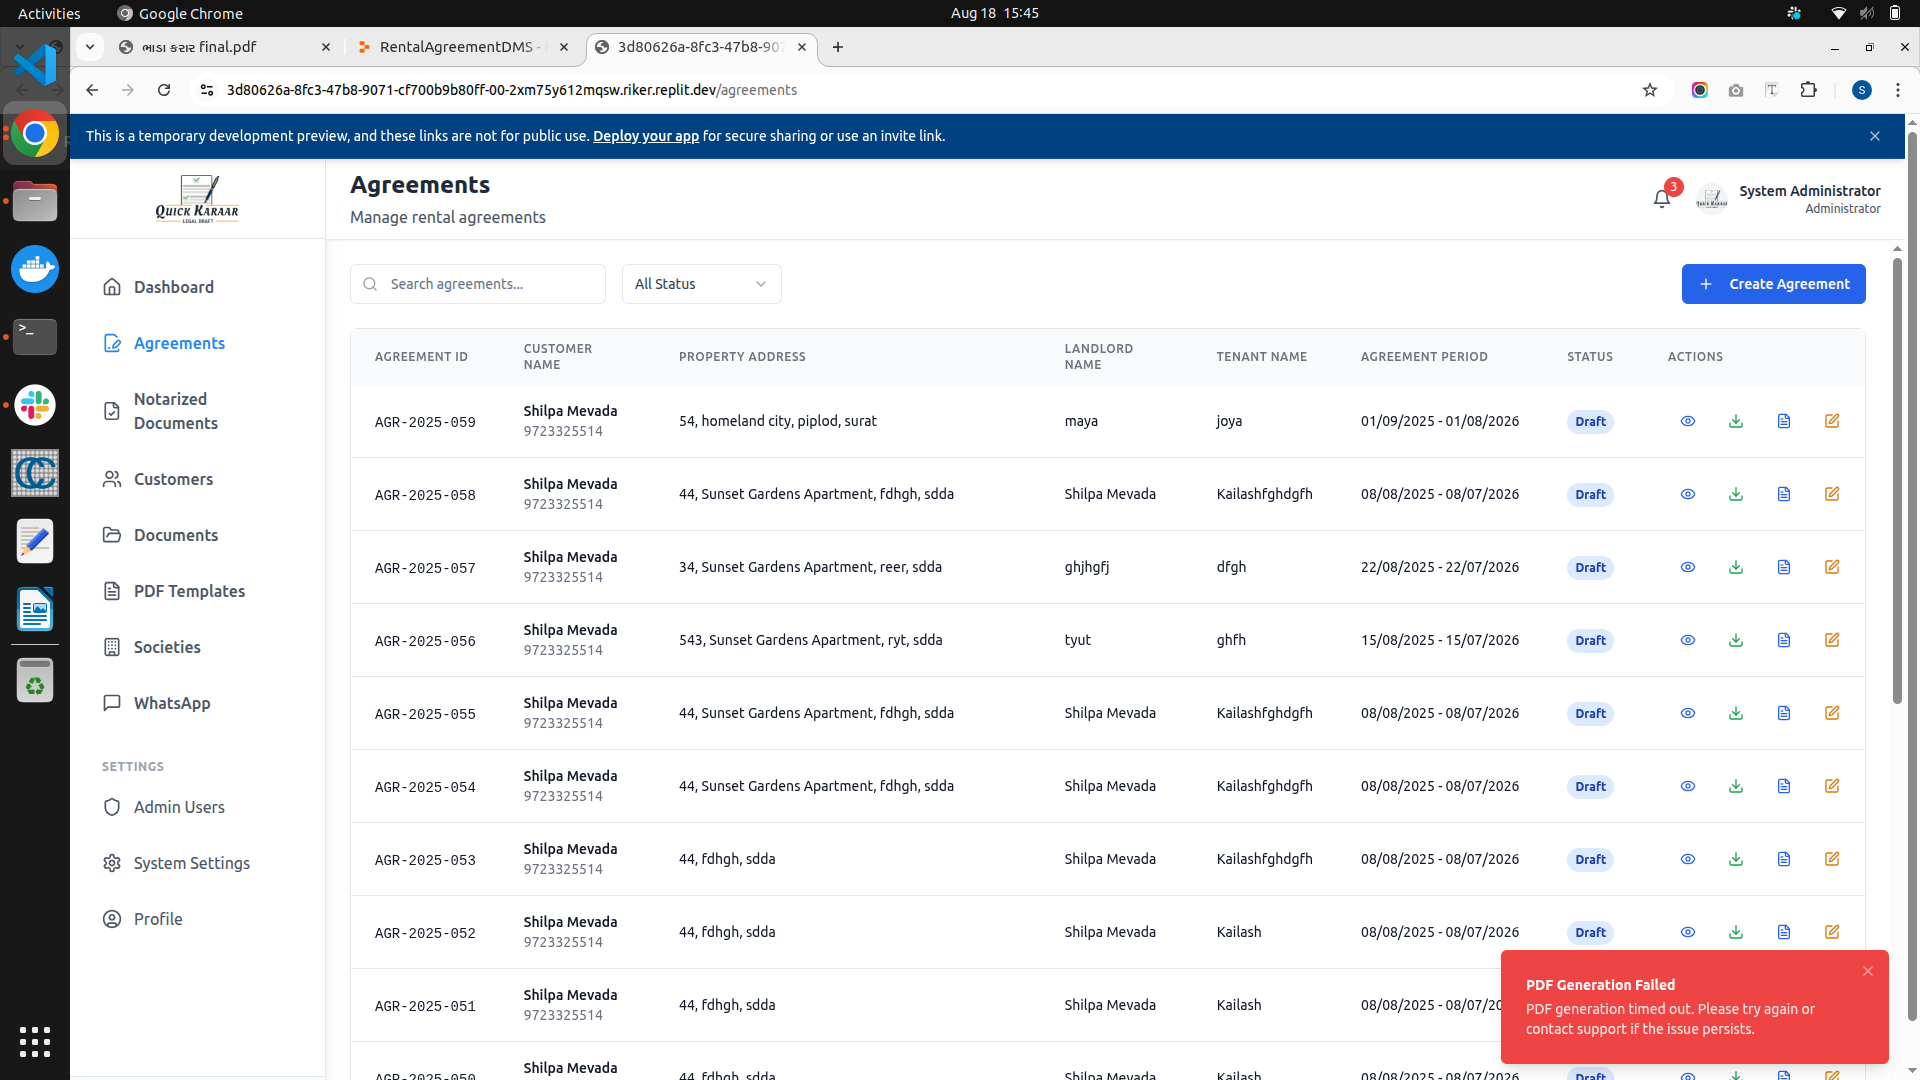 Activities
Google Chrome
Aug 18 15:45
ભાડા કરાર final.pdf
RentalAgreementDMS -
3d80626a-8fc3-47b8-907
3d80626a-8fc3-47b8-9071-cf700b9b80ff-00-2xm75y612mqsw.riker.replit.dev/agreements
S
This is a temporary development preview, and these links are not for public use. Deploy your app for secure sharing or use an invite link.
QUICK KARAAR
LEGAL DRAFT
Agreements
Manage rental agreements
3
System Administrator
Administrator
Dashboard
Agreements
Notarized
Documents
Customers
Documents
PDF Templates
Societies
WhatsApp
SETTINGS
Admin Users
System Settings
Profile
Search agreements...
All Status
Create Agreement
AGREEMENT ID CUSTOMER NAME PROPERTY ADDRESS LANDLORD NAME TENANT NAME AGREEMENT PERIOD STATUS ACTIONS
AGR-2025-059 Shilpa Mevada 54, homeland city, piplod, surat maya joya 01/09/2025 - 01/08/2026 Draft
9723325514
AGR-2025-058 Shilpa Mevada 44, Sunset Gardens Apartment, fdhgh, sdda Shilpa Mevada Kailashfghdgfh 08/08/2025 - 08/07/2026 Draft
9723325514
AGR-2025-057 Shilpa Mevada 34, Sunset Gardens Apartment, reer, sdda ghjhgfj dfgh 22/08/2025 - 22/07/2026 Draft
9723325514
AGR-2025-056 Shilpa Mevada 543, Sunset Gardens Apartment, ryt, sdda tyut ghfh 15/08/2025 - 15/07/2026 Draft
9723325514
AGR-2025-055 Shilpa Mevada 44, Sunset Gardens Apartment, fdhgh, sdda Shilpa Mevada Kailashfghdgfh 08/08/2025 - 08/07/2026 Draft
9723325514
AGR-2025-054 Shilpa Mevada 44, Sunset Gardens Apartment, fdhgh, sdda Shilpa Mevada Kailashfghdgfh 08/08/2025 - 08/07/2026 Draft
9723325514
AGR-2025-053 Shilpa Mevada 44, fdhgh, sdda Shilpa Mevada Kailashfghdgfh 08/08/2025 - 08/07/2026 Draft
9723325514
AGR-2025-052 Shilpa Mevada 44, fdhgh, sdda Shilpa Mevada Kailash 08/08/2025 - 08/07/2026 Draft
9723325514
AGR-2025-051 Shilpa Mevada 44, fdhgh, sdda Shilpa Mevada Kailash 08/08/2025 - 08/07/20
9723325514
AGR-2025-050 Shilpa Mevada 44, fdhgh, sdda Shilpa Mevada Kailash 08/08/2025 - 08/07/2026 Draft
PDF Generation Failed
PDF generation timed out. Please try again or
contact support if the issue persists.